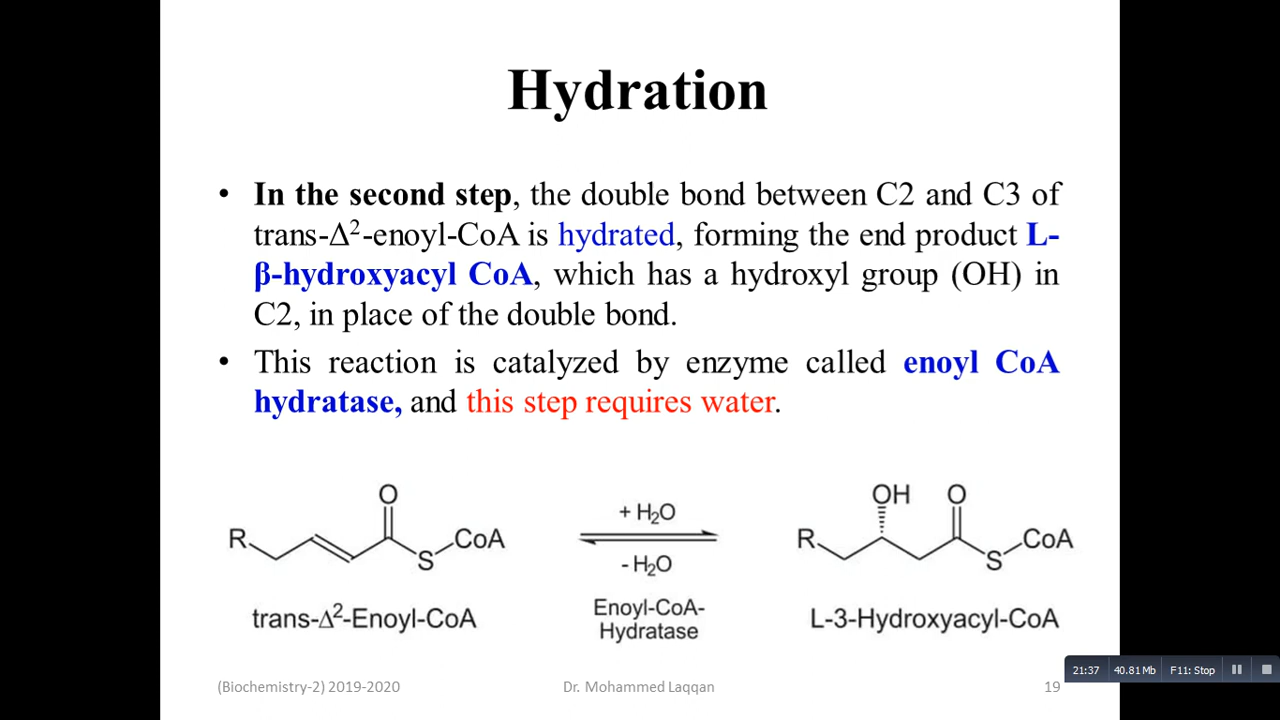 Hydration
• In the second step, the double bond between C2 and C3 of
trans-Δ²-enoyl-CoA is hydrated, forming the end product L-
β-hydroxyacyl CoA, which has a hydroxyl group (OH) in
C2, in place of the double bond.
• This reaction is catalyzed by enzyme called enoyl CoA
hydratase, and this step requires water.
O
R
S
CoA
trans-Δ²-Enoyl-CoA
+ H₂O
- H₂O
Enoyl-CoA-
Hydratase
OH
O
R
S
CoA
L-3-Hydroxyacyl-CoA
21:37 40.81 Mb F11: Stop
(Biochemistry-2) 2019-2020
Dr. Mohammed Laqqan
19